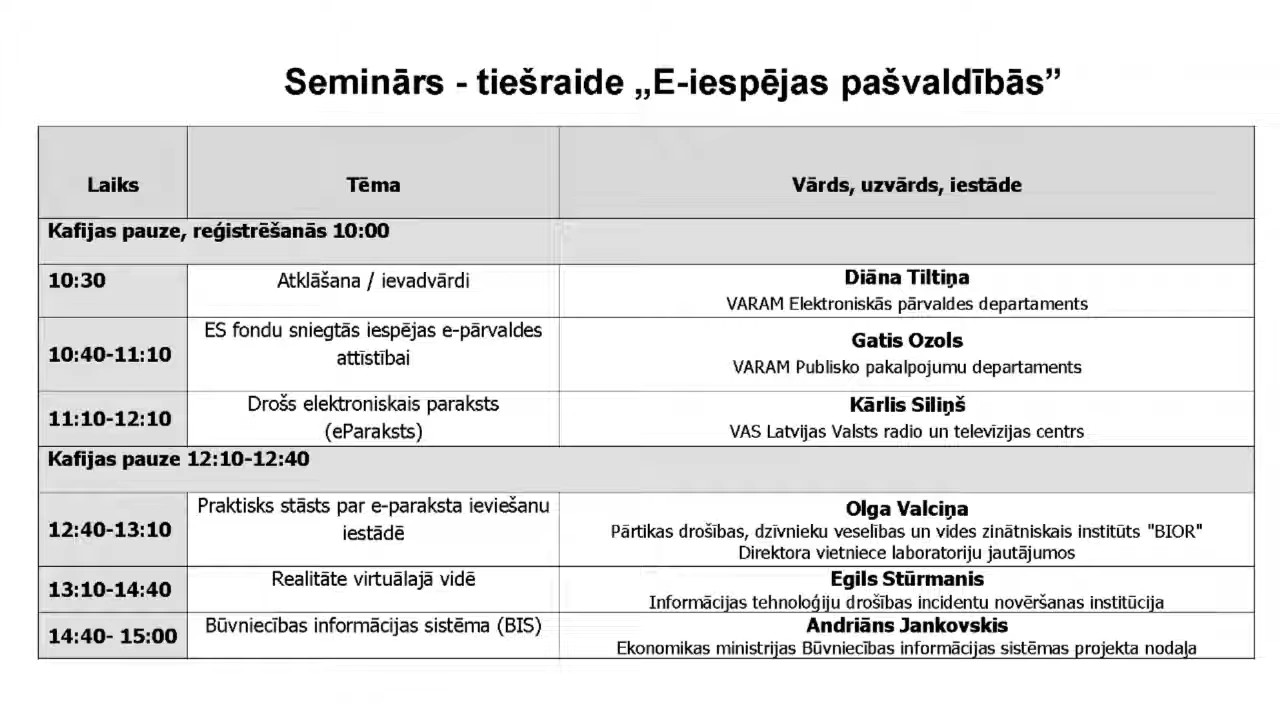 Seminārs - tiešraide „E-iespējas pašvaldībās”
Laiks Tēma Vārds, uzvārds, iestāde
Kafijas pauze, reģistrēšanās 10:00
10:30 Atklāšana / ievadvārdi Diāna Tiltiņa
VARAM Elektroniskās pārvaldes departaments
10:40-11:10 ES fondu sniegtās iespējas e-pārvaldes
attīstībai
Gatis Ozols
VARAM Publisko pakalpojumu departaments
11:10-12:10 Drošs elektroniskais paraksts
(eParaksts)
Kārlis Siliņš
VAS Latvijas Valsts radio un televīzijas centrs
Kafijas pauze 12:10-12:40
12:40-13:10 Praktisks stāsts par e-paraksta ieviešanu
iestādē
Olga Valciņa
Pārtikas drošības, dzīvnieku veselības un vides zinātniskais institūts "BIOR"
Direktora vietniece laboratoriju jautājumos
13:10-14:40 Realitāte virtuālajā vidē Egils Stūrmanis
Informācijas tehnoloģiju drošības incidentu novēršanas institūcija
14:40- 15:00 Būvniecības informācijas sistēma (BIS) Andriāns Jankovskis
Ekonomikas ministrijas Būvniecības informācijas sistēmas projekta nodaļa